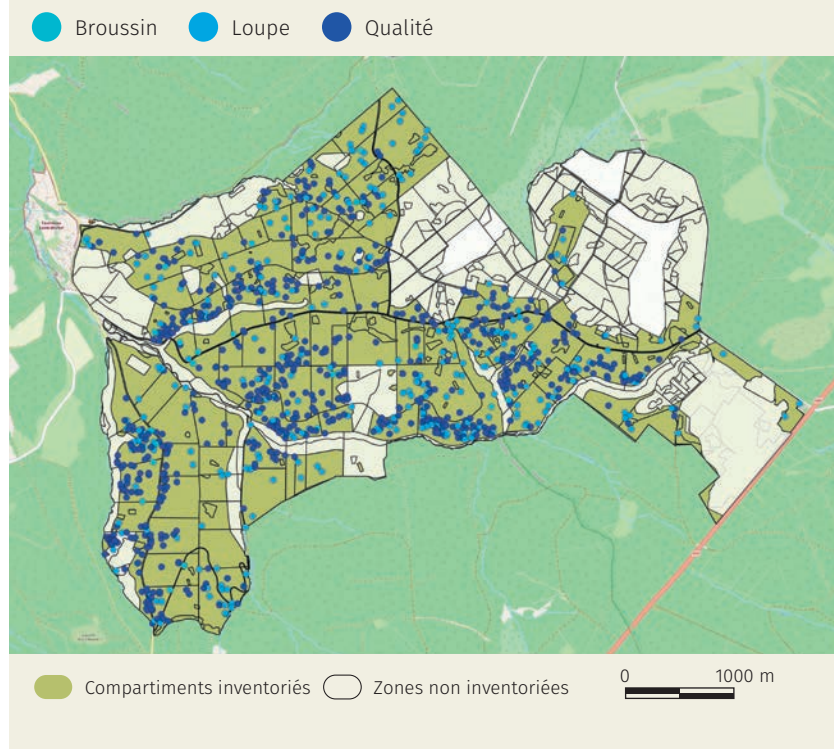 Broussin Loupe Qualité
Compartiments inventoriés Zones non inventoriées 0 1000 m